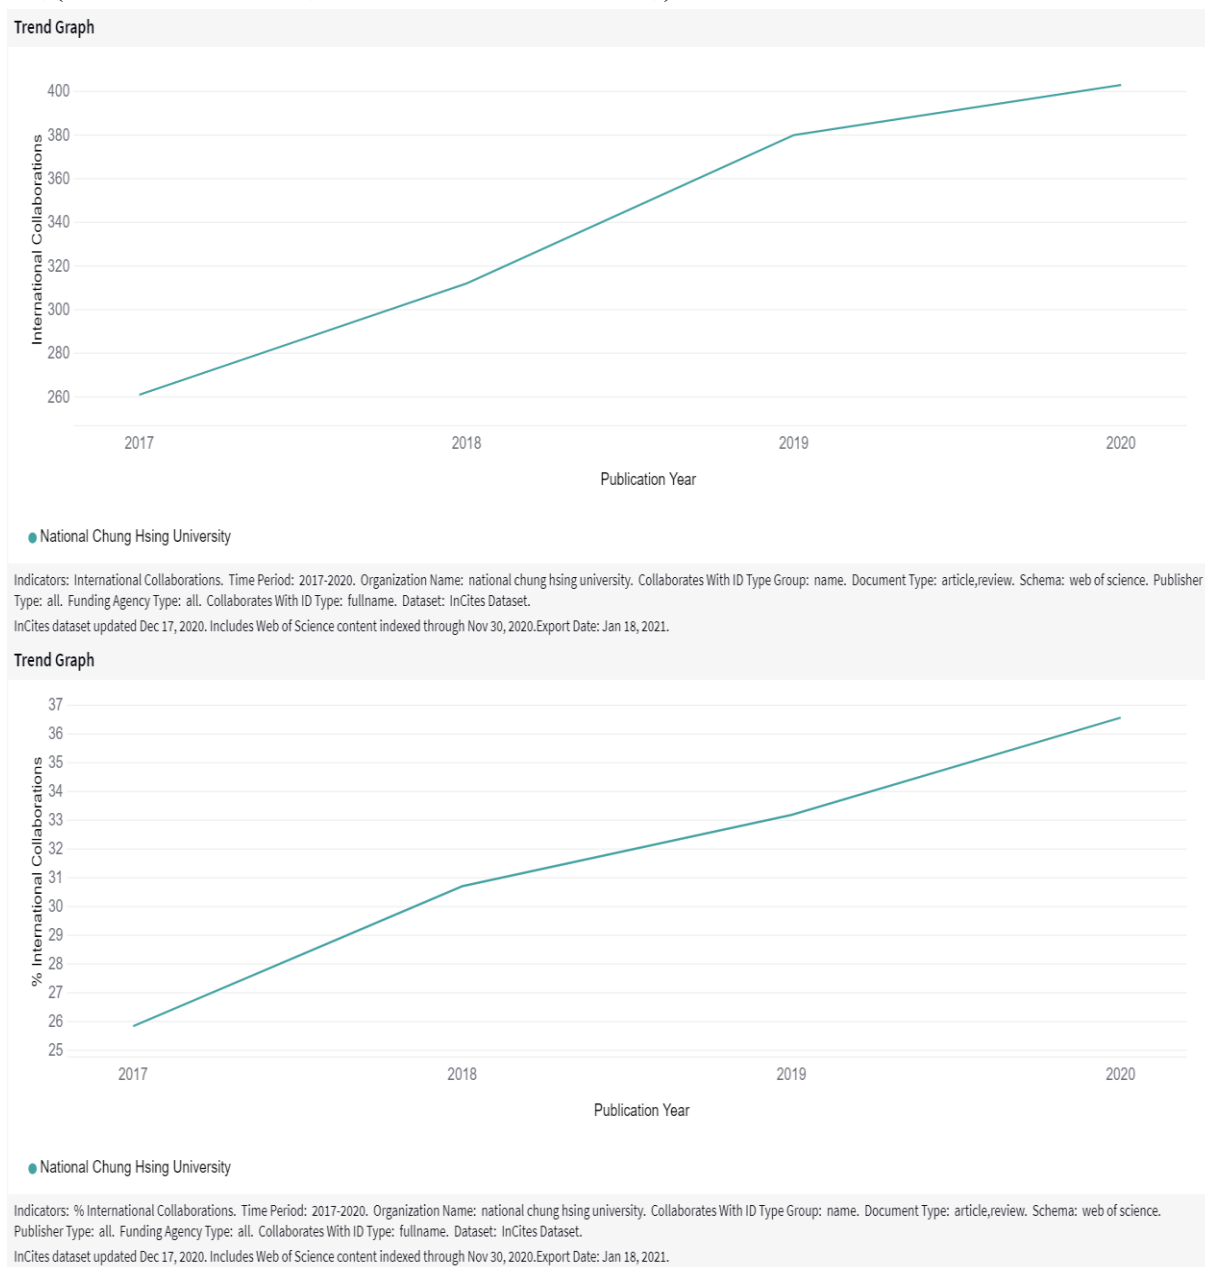 Trend Graph
400
380
360
340
320
300
280
260
International Collaborations
2017 2018 2019 2020
Publication Year
National Chung Hsing University
Indicators: International Collaborations. Time Period: 2017-2020. Organization Name: national chung hsing university. Collaborates With ID Type Group: name. Document Type: article,review. Schema: web of science. Publisher
Type: all. Funding Agency Type: all. Collaborates With ID Type: fullname. Dataset: InCites Dataset.
InCites dataset updated Dec 17, 2020. Includes Web of Science content indexed through Nov 30, 2020.Export Date: Jan 18, 2021.
Trend Graph
37
36
35
34
33
32
31
30
29
28
27
26
25
% International Collaborations
2017 2018 2019 2020
Publication Year
National Chung Hsing University
Indicators: % International Collaborations. Time Period: 2017-2020. Organization Name: national chung hsing university. Collaborates With ID Type Group: name. Document Type: article,review. Schema: web of science.
Publisher Type: all. Funding Agency Type: all. Collaborates With ID Type: fullname. Dataset: InCites Dataset.
InCites dataset updated Dec 17, 2020. Includes Web of Science content indexed through Nov 30, 2020.Export Date: Jan 18, 2021.